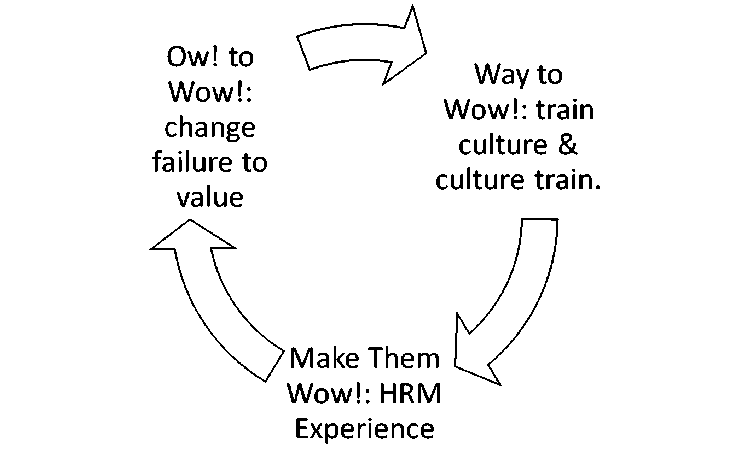 Ow! to
Wow!:
change
failure to
value
Way to
Wow!: train
culture &
culture train.
Make Them
Wow!: HRM
Experience